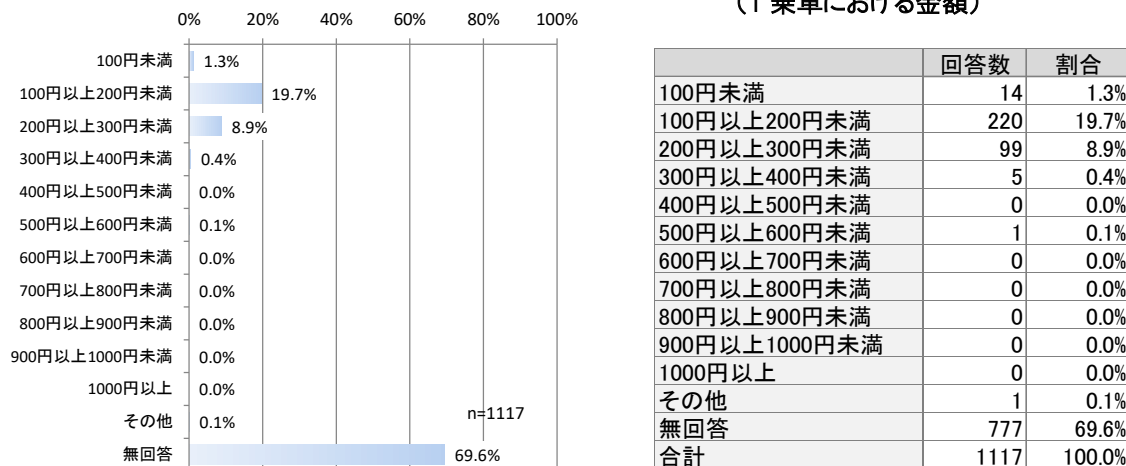 （1 乗車における金額）
0% 20% 40% 60% 80% 100%
100円未満 1.3%
100円以上200円未満 19.7%
200円以上300円未満 8.9%
300円以上400円未満 0.4%
400円以上500円未満 0.0%
500円以上600円未満 0.1%
600円以上700円未満 0.0%
700円以上800円未満 0.0%
800円以上900円未満 0.0%
900円以上1000円未満 0.0%
1000円以上 0.0%
その他 0.1%
n=1117
無回答 69.6%
回答数 割合
100円未満 14 1.3%
100円以上200円未満 220 19.7%
200円以上300円未満 99 8.9%
300円以上400円未満 5 0.4%
400円以上500円未満 0 0.0%
500円以上600円未満 1 0.1%
600円以上700円未満 0 0.0%
700円以上800円未満 0 0.0%
800円以上900円未満 0 0.0%
900円以上1000円未満 0 0.0%
1000円以上 0 0.0%
その他 1 0.1%
無回答 777 69.6%
合計 1117 100.0%